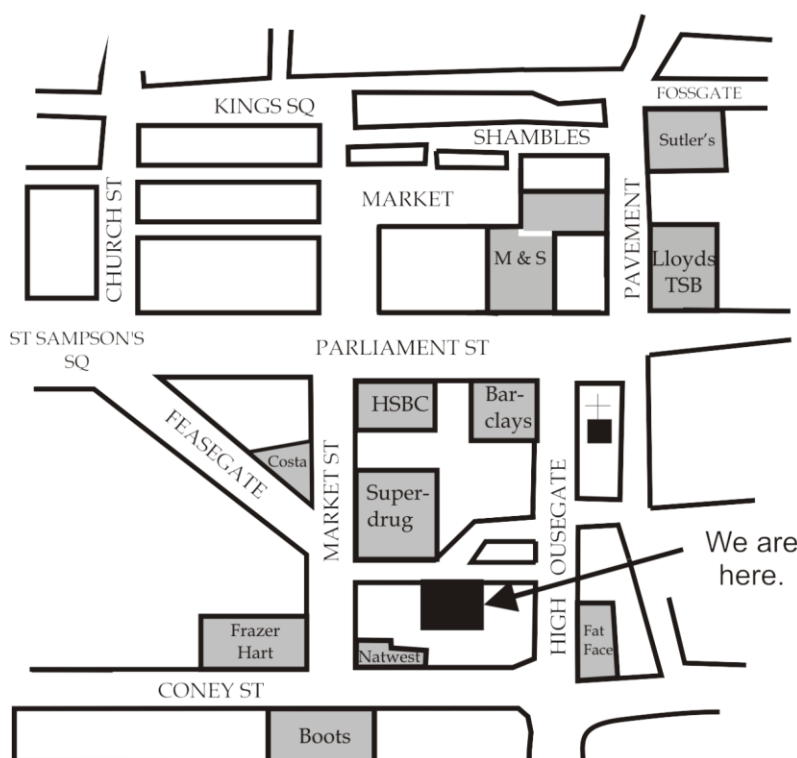 FOSSGATE
KINGS SQ
SHAMBLES
Sutler's
MARKET
CHURCH ST
PAVEMENT
M & S
Lloyds
TSB
ST SAMPSON'S
SQ
PARLIAMENT ST
HSBC
Bar-
clays
FEASEGATE
Costa
MARKET ST
Super-
drug
HIGH OUSEGATE
We are
here.
Frazer
Hart
Natwest
Fat
Face
CONEY ST
Boots